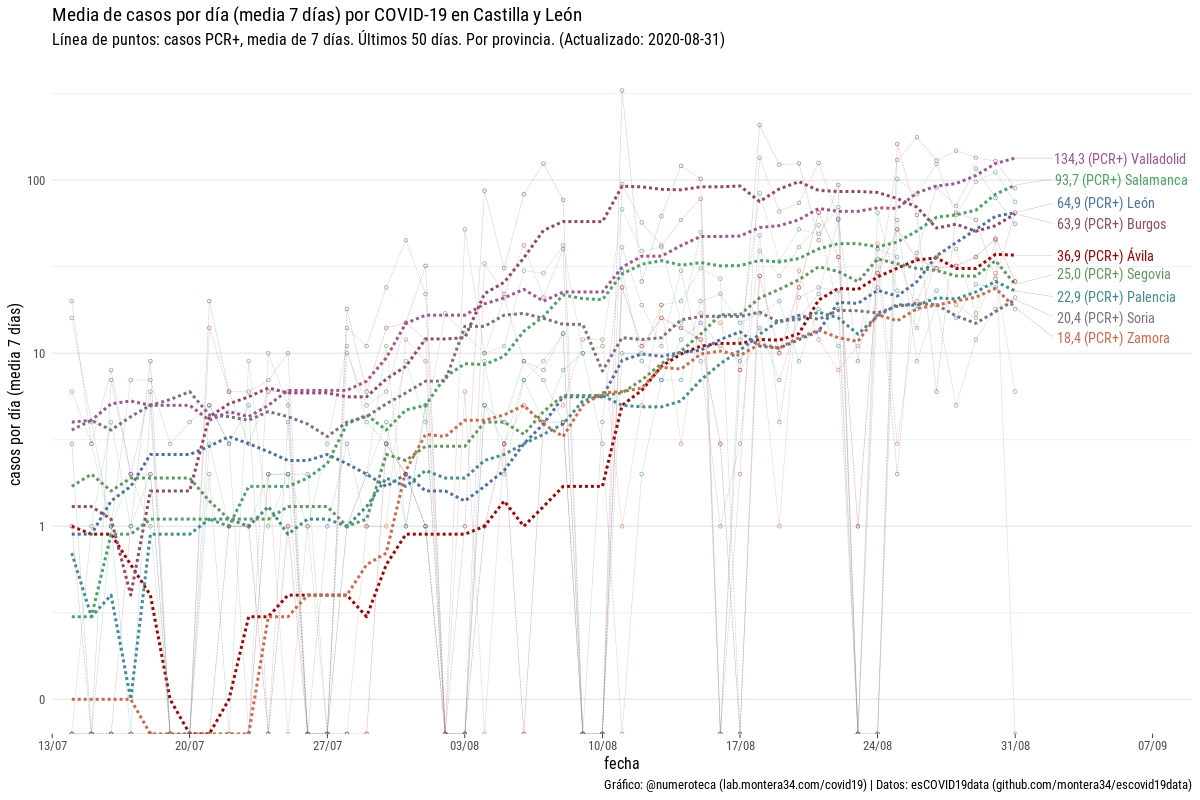 Media de casos por día (media 7 días) por COVID-19 en Castilla y León
Línea de puntos: casos PCR+, media de 7 días. Últimos 50 días. Por provincia. (Actualizado: 2020-08-31)
casos por día (media 7 días)
100
10
1
0
134,3 (PCR+) Valladolid
93,7 (PCR+) Salamanca
64,9 (PCR+) León
63,9 (PCR+) Burgos
36,9 (PCR+) Ávila
25,0 (PCR+) Segovia
22,9 (PCR+) Palencia
20,4 (PCR+) Soria
18,4 (PCR+) Zamora
13/07 20/07 27/07 03/08 10/08 17/08 24/08 31/08 07/09
fecha
Gráfico: @numeroteca (lab.montera34.com/covid19) | Datos: esCOVID19data (github.com/montera34/escovid19data)